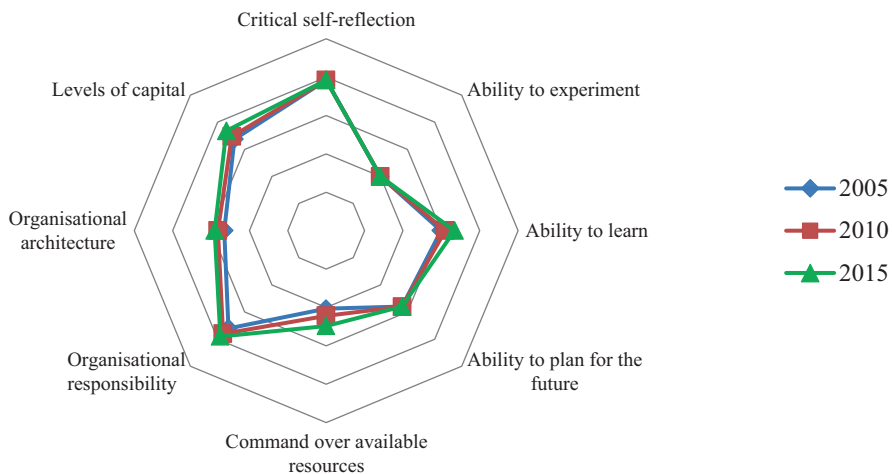 Critical self-reflection
Levels of capital
Ability to experiment
2005
Organisational
architecture
Ability to learn
2010
2015
Organisational
responsibility
Ability to plan for the
future
Command over available
resources